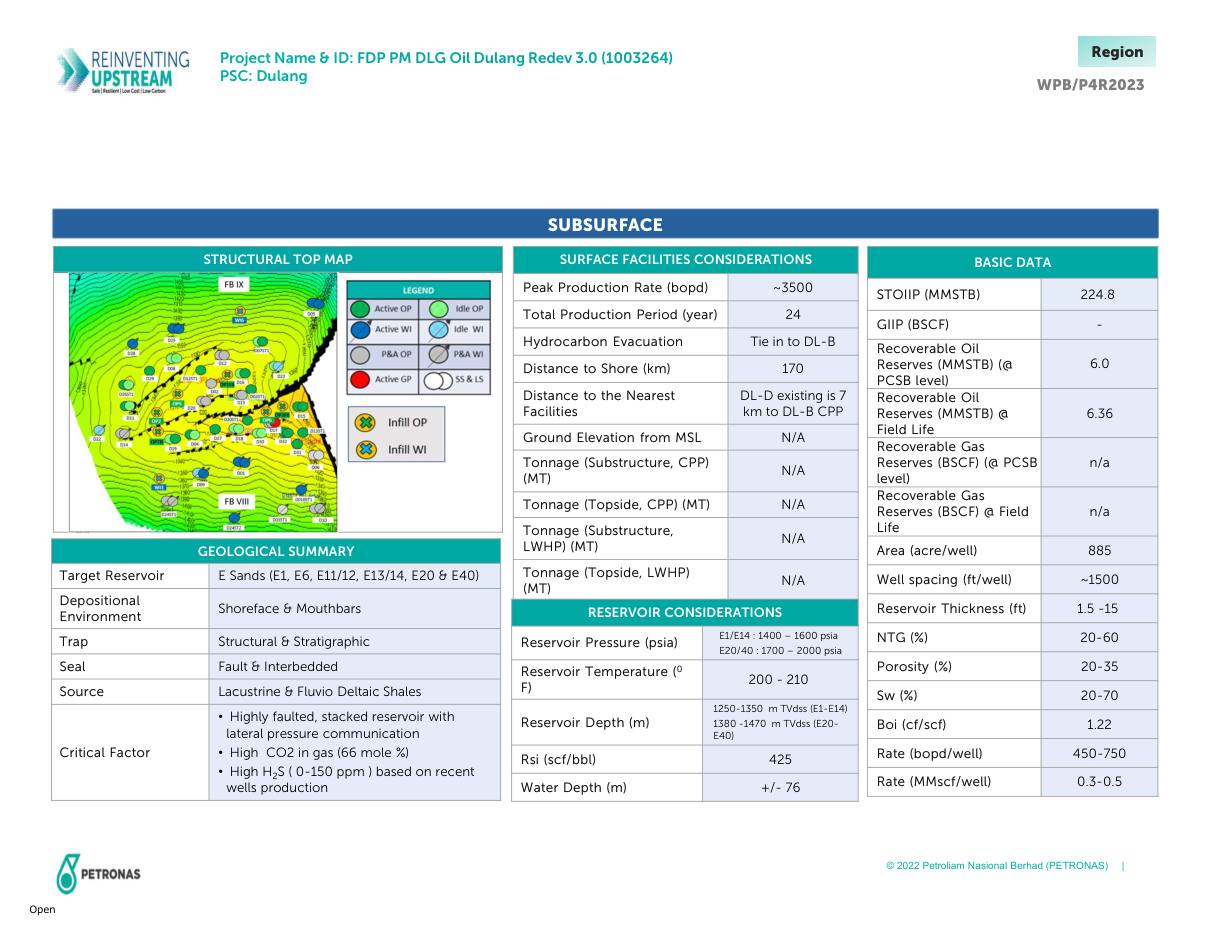 REINVENTING
UPSTREAM
Safe | Resilient | Low Cost | Low Carbon
Project Name & ID: FDP PM DLG Oil Dulang Redev 3.0 (1003264)
PSC: Dulang
Region
WPB/P4R2023
SUBSURFACE
STRUCTURAL TOP MAP
FB IX
FB VIII
LEGEND
Active OP
Idle OP
Active WI
Idle WI
P&A OP
P&A WI
Active GP
SS & LS
Infill OP
Infill WI
GEOLOGICAL SUMMARY
Target Reservoir
E Sands (E1, E6, E11/12, E13/14, E20 & E40)
Depositional
Environment
Shoreface & Mouthbars
Trap
Structural & Stratigraphic
Seal
Fault & Interbedded
Source
Lacustrine & Fluvio Deltaic Shales
Critical Factor
• Highly faulted, stacked reservoir with
lateral pressure communication
• High CO2 in gas (66 mole %)
• High H₂S ( 0-150 ppm ) based on recent
wells production
SURFACE FACILITIES CONSIDERATIONS
Peak Production Rate (bopd)
~3500
Total Production Period (year)
24
Hydrocarbon Evacuation
Tie in to DL-B
Distance to Shore (km)
170
Distance to the Nearest
Facilities
DL-D existing is 7
km to DL-B CPP
Ground Elevation from MSL
N/A
Tonnage (Substructure, CPP)
(MT)
N/A
Tonnage (Topside, CPP) (MT)
N/A
Tonnage (Substructure,
LWHP) (MT)
N/A
Tonnage (Topside, LWHP)
(MT)
N/A
RESERVOIR CONSIDERATIONS
Reservoir Pressure (psia)
E1/E14 : 1400 – 1600 psia
E20/40 : 1700 – 2000 psia
Reservoir Temperature (⁰
F)
200 - 210
Reservoir Depth (m)
1250-1350 m TVdss (E1-E14)
1380 -1470 m TVdss (E20-
E40)
Rsi (scf/bbl)
425
Water Depth (m)
+/- 76
BASIC DATA
STOIIP (MMSTB)
224.8
GIIP (BSCF)
-
Recoverable Oil
Reserves (MMSTB) (@
PCSB level)
6.0
Recoverable Oil
Reserves (MMSTB) @
Field Life
6.36
Recoverable Gas
Reserves (BSCF) (@ PCSB
level)
n/a
Recoverable Gas
Reserves (BSCF) @ Field
Life
n/a
Area (acre/well)
885
Well spacing (ft/well)
~1500
Reservoir Thickness (ft)
1.5 -15
NTG (%)
20-60
Porosity (%)
20-35
Sw (%)
20-70
Boi (cf/scf)
1.22
Rate (bopd/well)
450-750
Rate (MMscf/well)
0.3-0.5
PETRONAS
© 2022 Petroliam Nasional Berhad (PETRONAS) |
Open